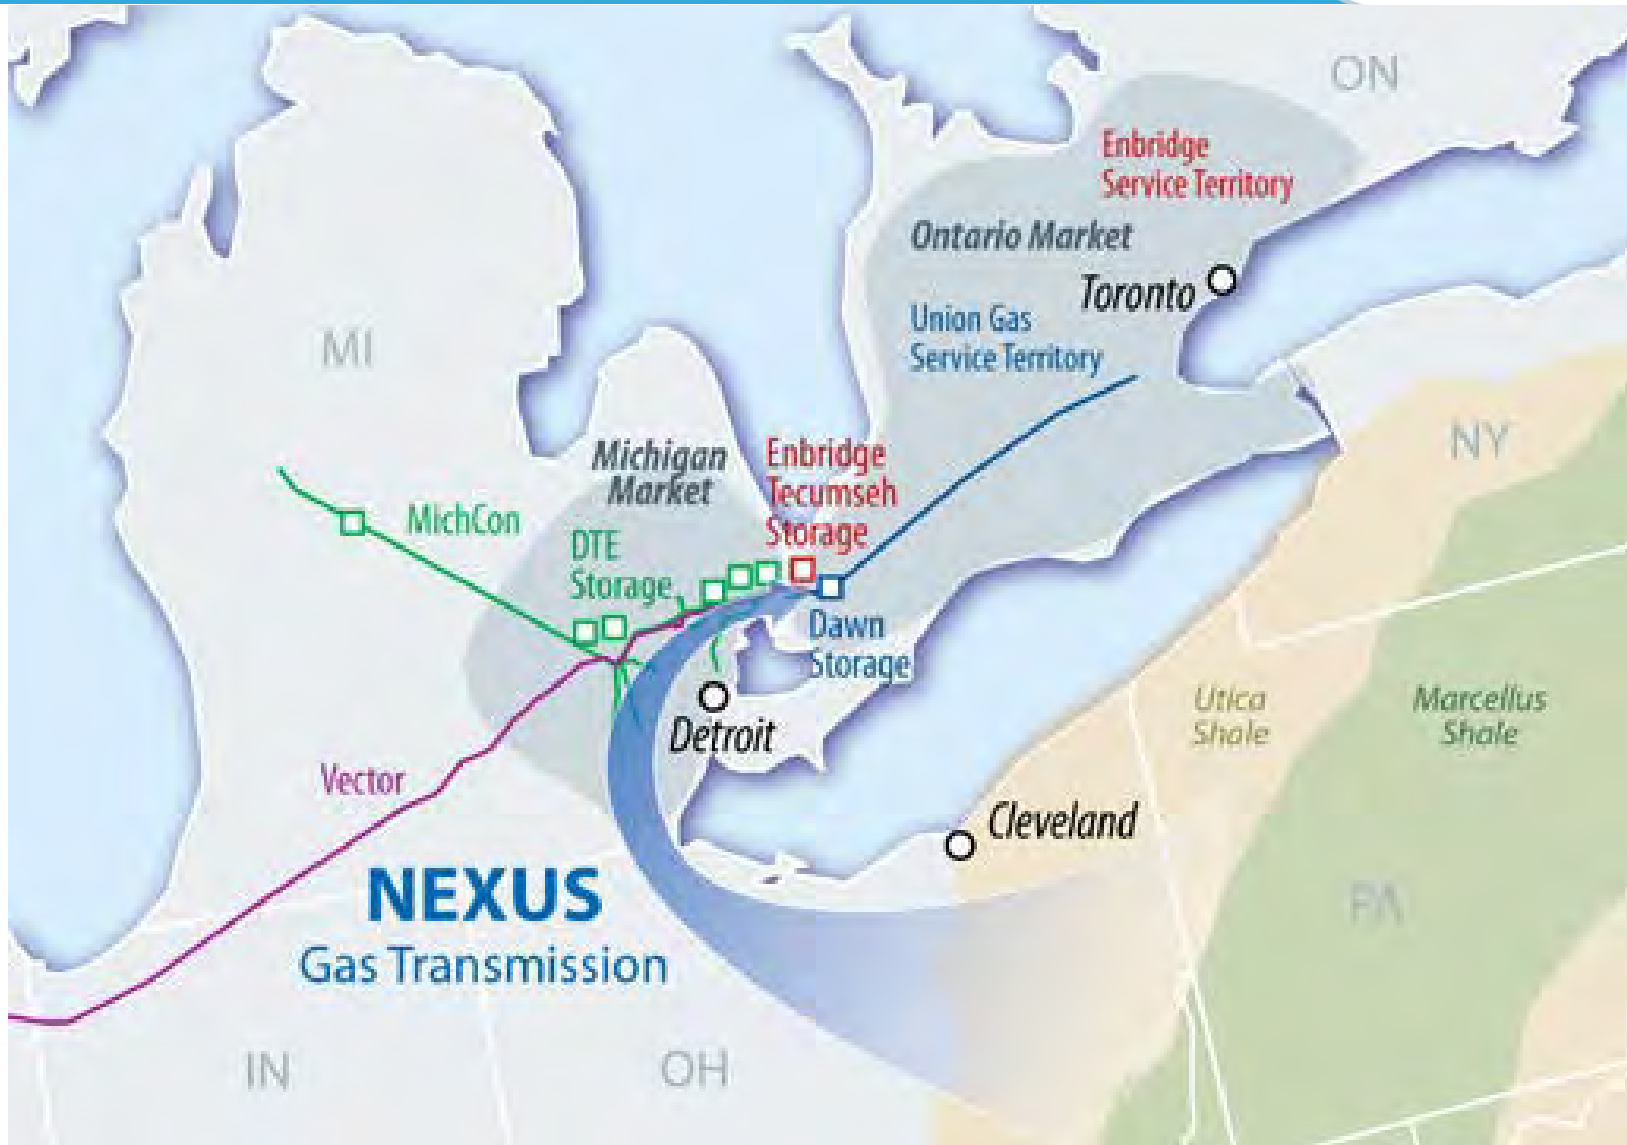 ON
Enbridge
Service Territory
Ontario Market
Toronto
Union Gas
Service Territory
MI
NY
Michigan
Market
Enbridge
Tecumseh
Storage
MichCon
DTE
Storage
Dawn
Storage
Utica
Shale
Marcellus
Shale
Detroit
Vector
Cleveland
NEXUS
Gas Transmission
PA
IN
OH